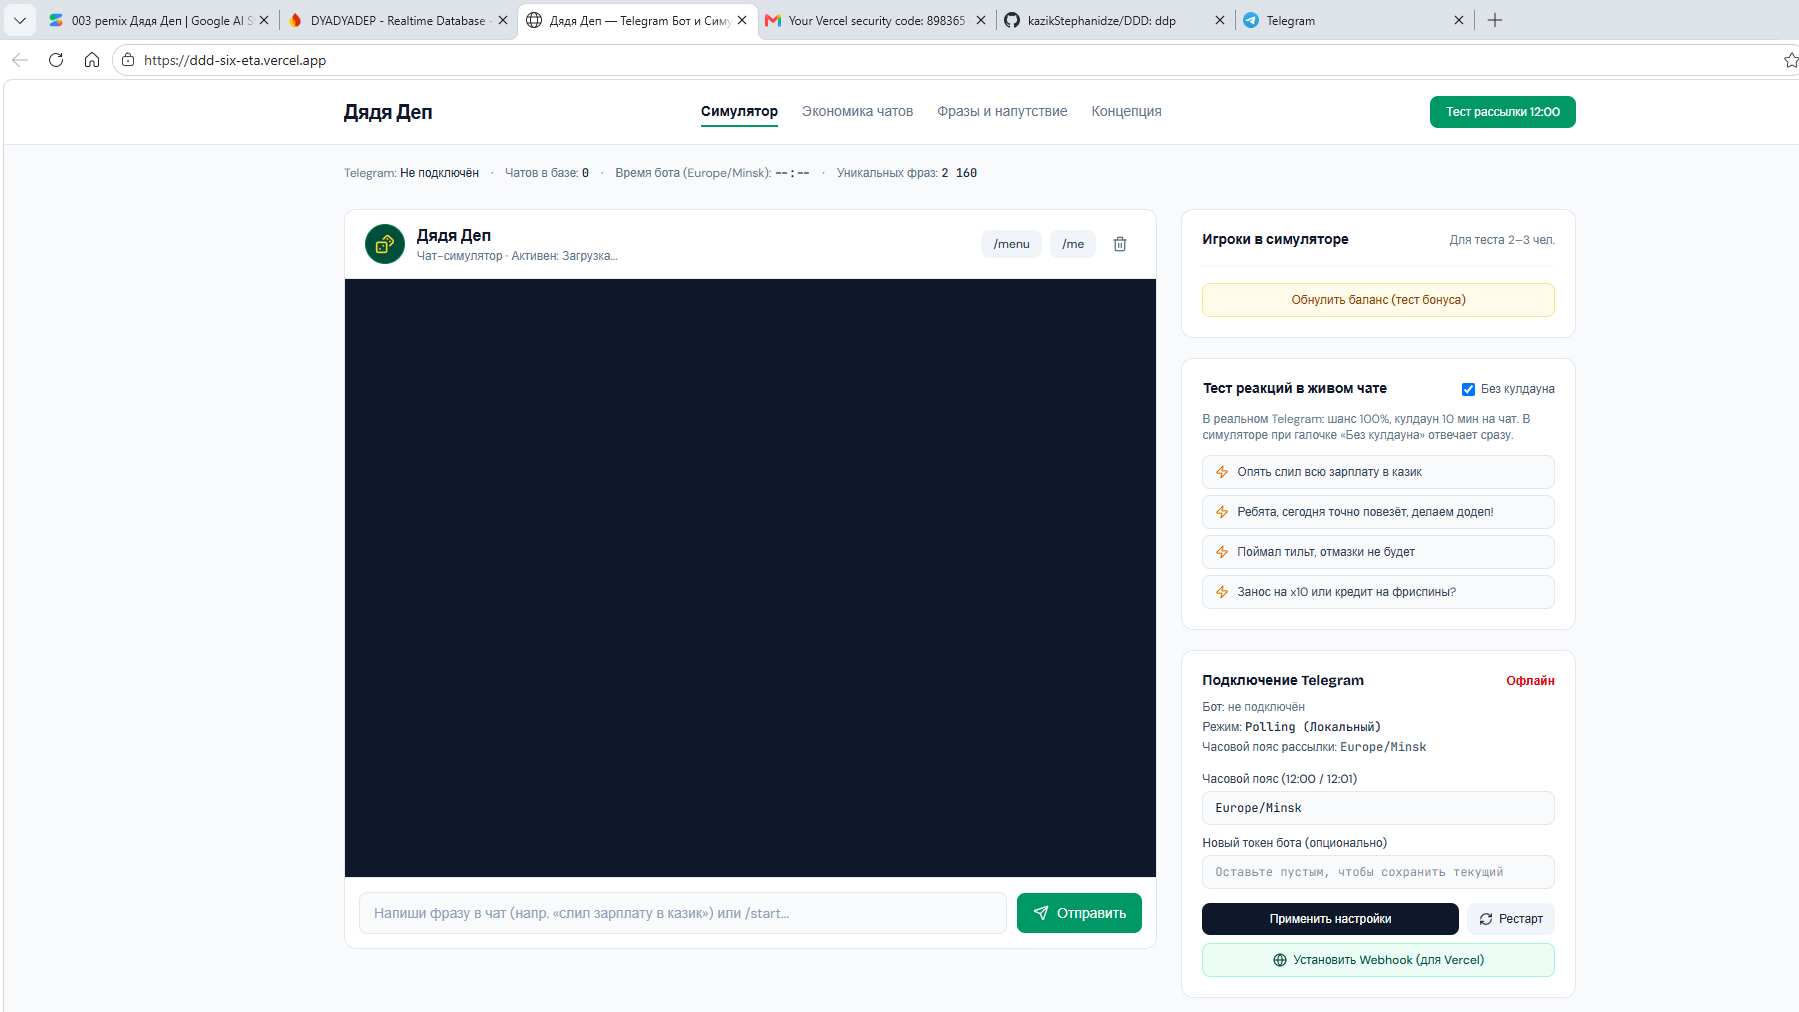 003 pemix Дядя Деп | Google AI S
DYADYADEP - Realtime Database
Дядя Деп — Telegram Бот и Симу
Your Vercel security code: 898365
kazikStephanidze/DDD: ddp
Telegram
https://ddd-six-eta.vercel.app
Дядя Деп
Симулятор
Экономика чатов
Фразы и напутствие
Концепция
Тест рассылки 12:00
Telegram: Не подключён · Чатов в базе: 0 · Время бота (Europe/Minsk): --:-- · Уникальных фраз: 2 160
Дядя Деп
Чат-симулятор · Активен: Загрузка...
/menu
/me
Напиши фразу в чат (напр. «слил зарплату в казик») или /start...
Отправить
Игроки в симуляторе
Для теста 2–3 чел.
Обнулить баланс (тест бонуса)
Тест реакций в живом чате
Без кулдауна
В реальном Telegram: шанс 100%, кулдаун 10 мин на чат. В
симуляторе при галочке «Без кулдауна» отвечает сразу.
Опять слил всю зарплату в казик
Ребята, сегодня точно повезёт, делаем додеп!
Поймал тильт, отмазки не будет
Занос на x10 или кредит на фриспины?
Подключение Telegram
Офлайн
Бот: не подключён
Режим: Polling (Локальный)
Часовой пояс рассылки: Europe/Minsk
Часовой пояс (12:00 / 12:01)
Europe/Minsk
Новый токен бота (опционально)
Оставьте пустым, чтобы сохранить текущий
Применить настройки
Рестарт
Установить Webhook (для Vercel)